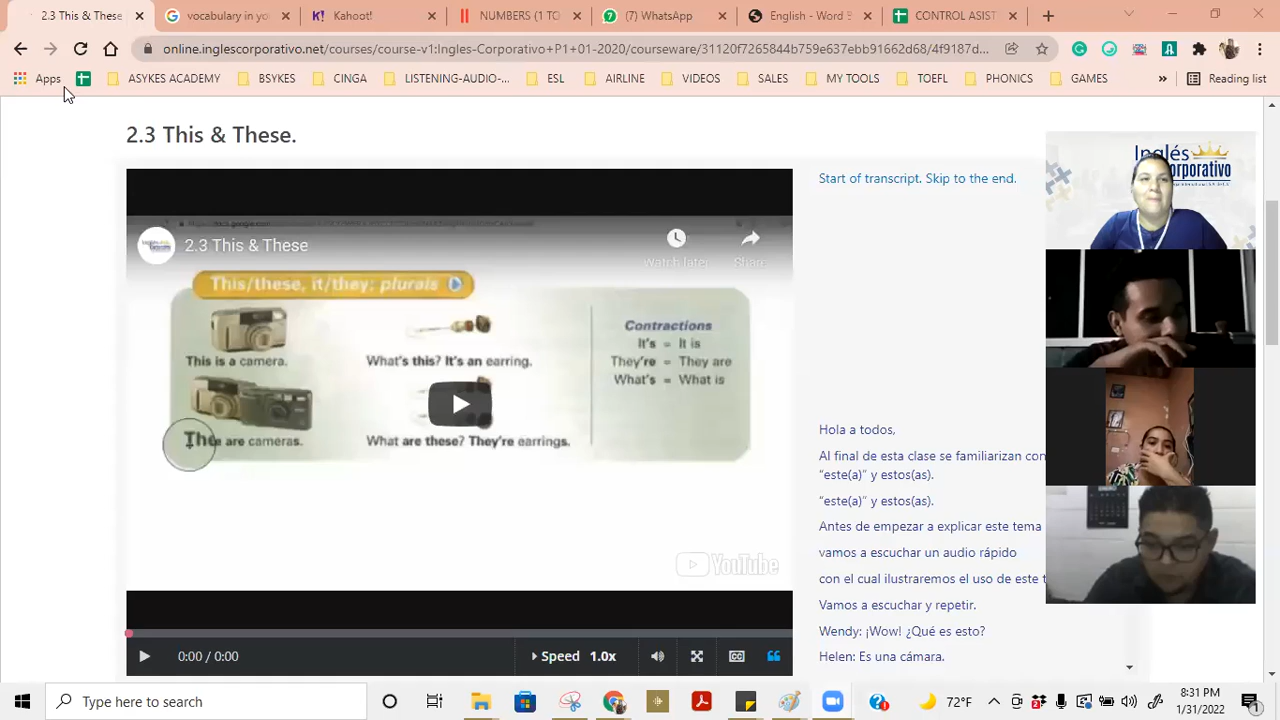 2.3 This & These
vocabulary in y
Kahoot!
NUMBERS (1 TO
(7) WhatsApp
English - Word S
CONTROL ASIST
online.inglescorporativo.net/courses/course-v1:Ingles-Corporativo+P1+01-2020/courseware/31120f7265844b759e637ebb91662d68/4f9187d...
Apps
ASYKES ACADEMY
BSYKES
CINGA
LISTENING-AUDIO-...
ESL
AIRLINE
VIDEOS
SALES
MY TOOLS
TOEFL
PHONICS
GAMES
»
Reading list
2.3 This & These.
2.3 This & These
Watch later
Share
This/these, it/they; plurals
This is a camera.
What's this? It's an earring.
These are cameras.
What are these? They're earrings.
Contractions
It's = It is
They're = They are
What's = What is
YouTube
0:00 / 0:00
Speed 1.0x
Start of transcript. Skip to the end.
Hola a todos,
Al final de esta clase se familiarizan con
“este(a)” y estos(as).
“este(a)” y estos(as).
Antes de empezar a explicar este tema
vamos a escuchar un audio rápido
con el cual ilustraremos el uso de este t
Vamos a escuchar y repetir.
Wendy: ¡Wow! ¿Qué es esto?
Helen: Es una cámara.
Inglés
Corporativo
Type here to search
72°F
8:31 PM
1/31/2022